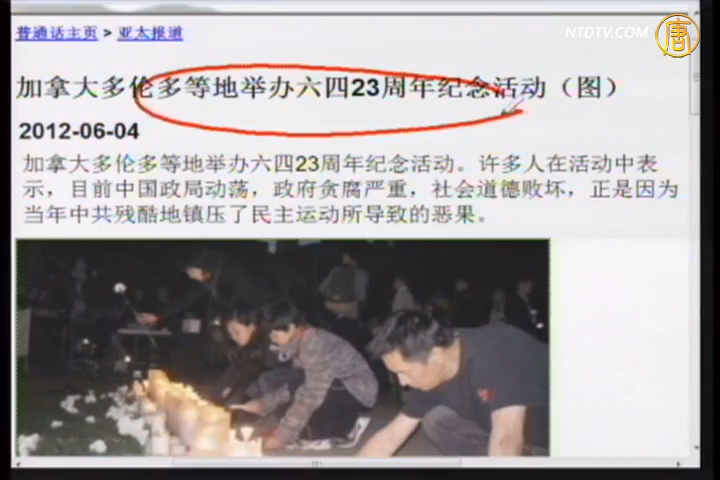 普通话主页 > 亚太报道
NTDTV.COM
唐
加拿大多伦多等地举办六四23周年纪念活动（图）
2012-06-04
加拿大多伦多等地举办六四23周年纪念活动。许多人在活动中表
示，目前中国政局动荡，政府贪腐严重，社会道德败坏，正是因为
当年中共残酷地镇压了民主运动所导致的恶果。